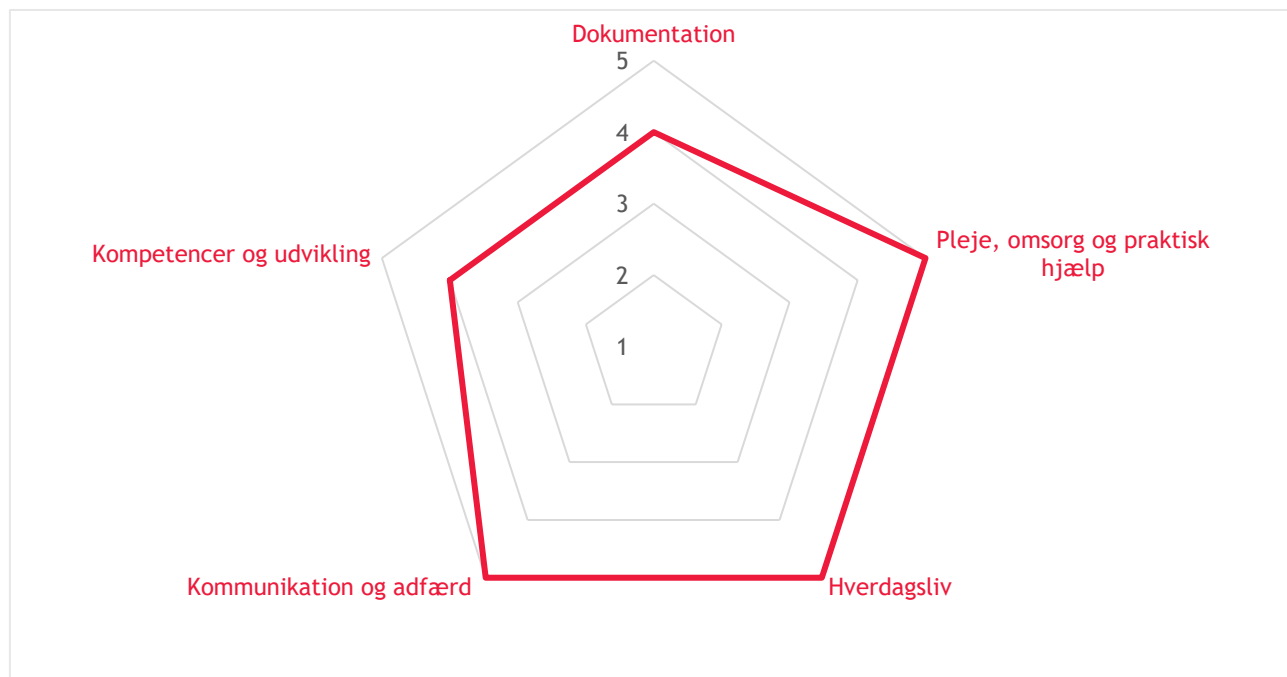 Dokumentation
5
4
3
2
1
Pleje, omsorg og praktisk
hjælp
Hverdagsliv
Kommunikation og adfærd
Kompetencer og udvikling